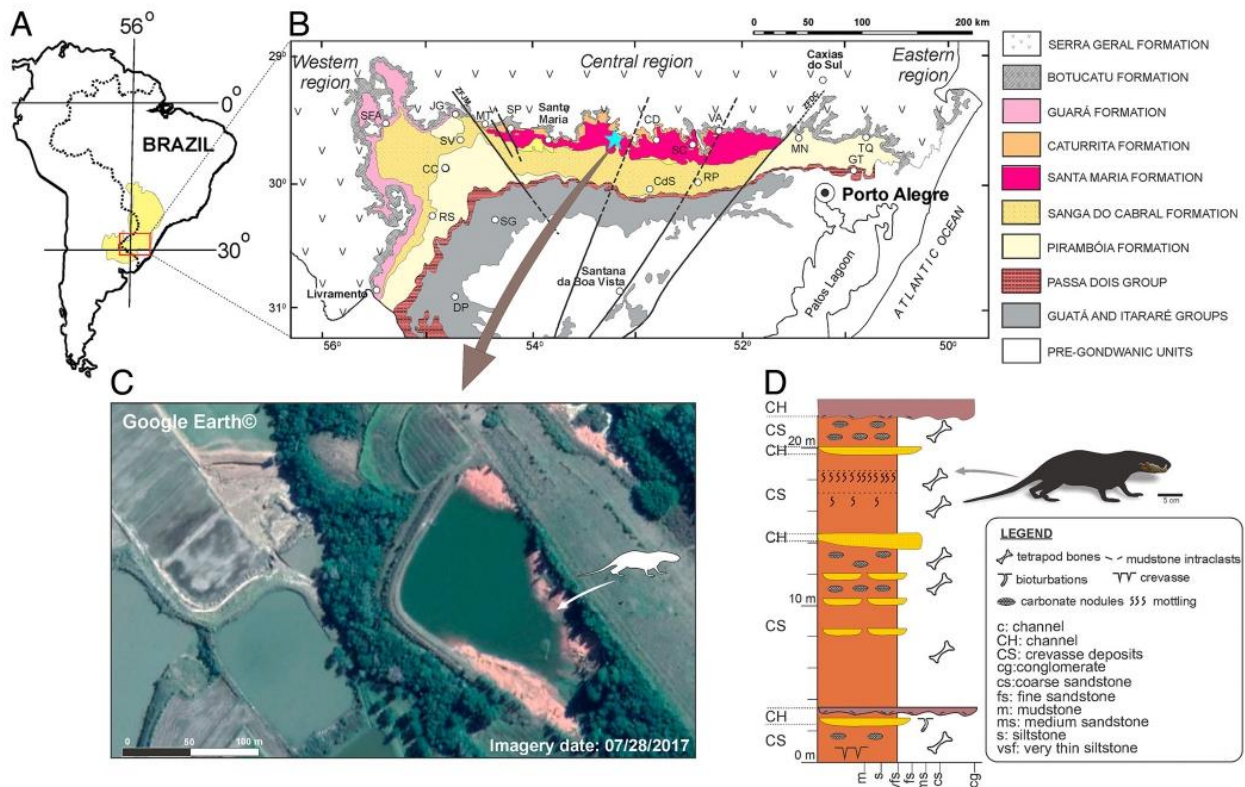 A
56°
0°
BRAZIL
30°
B
0 50 100 200 km
29°
30°
31°
56°
54°
52°
50°
Western
region
Central region
Eastern
region
Caxias
do Sul
SFA
JG
ZFJM
MT
SP
Santa
Maria
CD
VA
ZFDC
SV
SC
MN
TQ
GT
CC
CdS
RP
Porto Alegre
RS
SG
Santana
da Boa Vista
Livramento
DP
Patos Lagoon
ATLANTIC OCEAN
SERRA GERAL FORMATION
BOTUCATU FORMATION
GUARÁ FORMATION
CATURRITA FORMATION
SANTA MARIA FORMATION
SANGA DO CABRAL FORMATION
PIRAMBÓIA FORMATION
PASSA DOIS GROUP
GUATÁ AND ITARARÉ GROUPS
PRE-GONDWANIC UNITS
C
Google Earth©
0 50 100 m
Imagery date: 07/28/2017
D
CH
CS
20 m
CH
CS
CH
10 m
CS
CH
CS
0 m
m s vfs fs ms cs cg
5 cm
LEGEND
tetrapod bones
mudstone intraclasts
bioturbations
crevasse
carbonate nodules
mottling
c: channel
CH: channel
CS: crevasse deposits
cg:conglomerate
cs:coarse sandstone
fs: fine sandstone
m: mudstone
ms: medium sandstone
s: siltstone
vsf: very thin siltstone